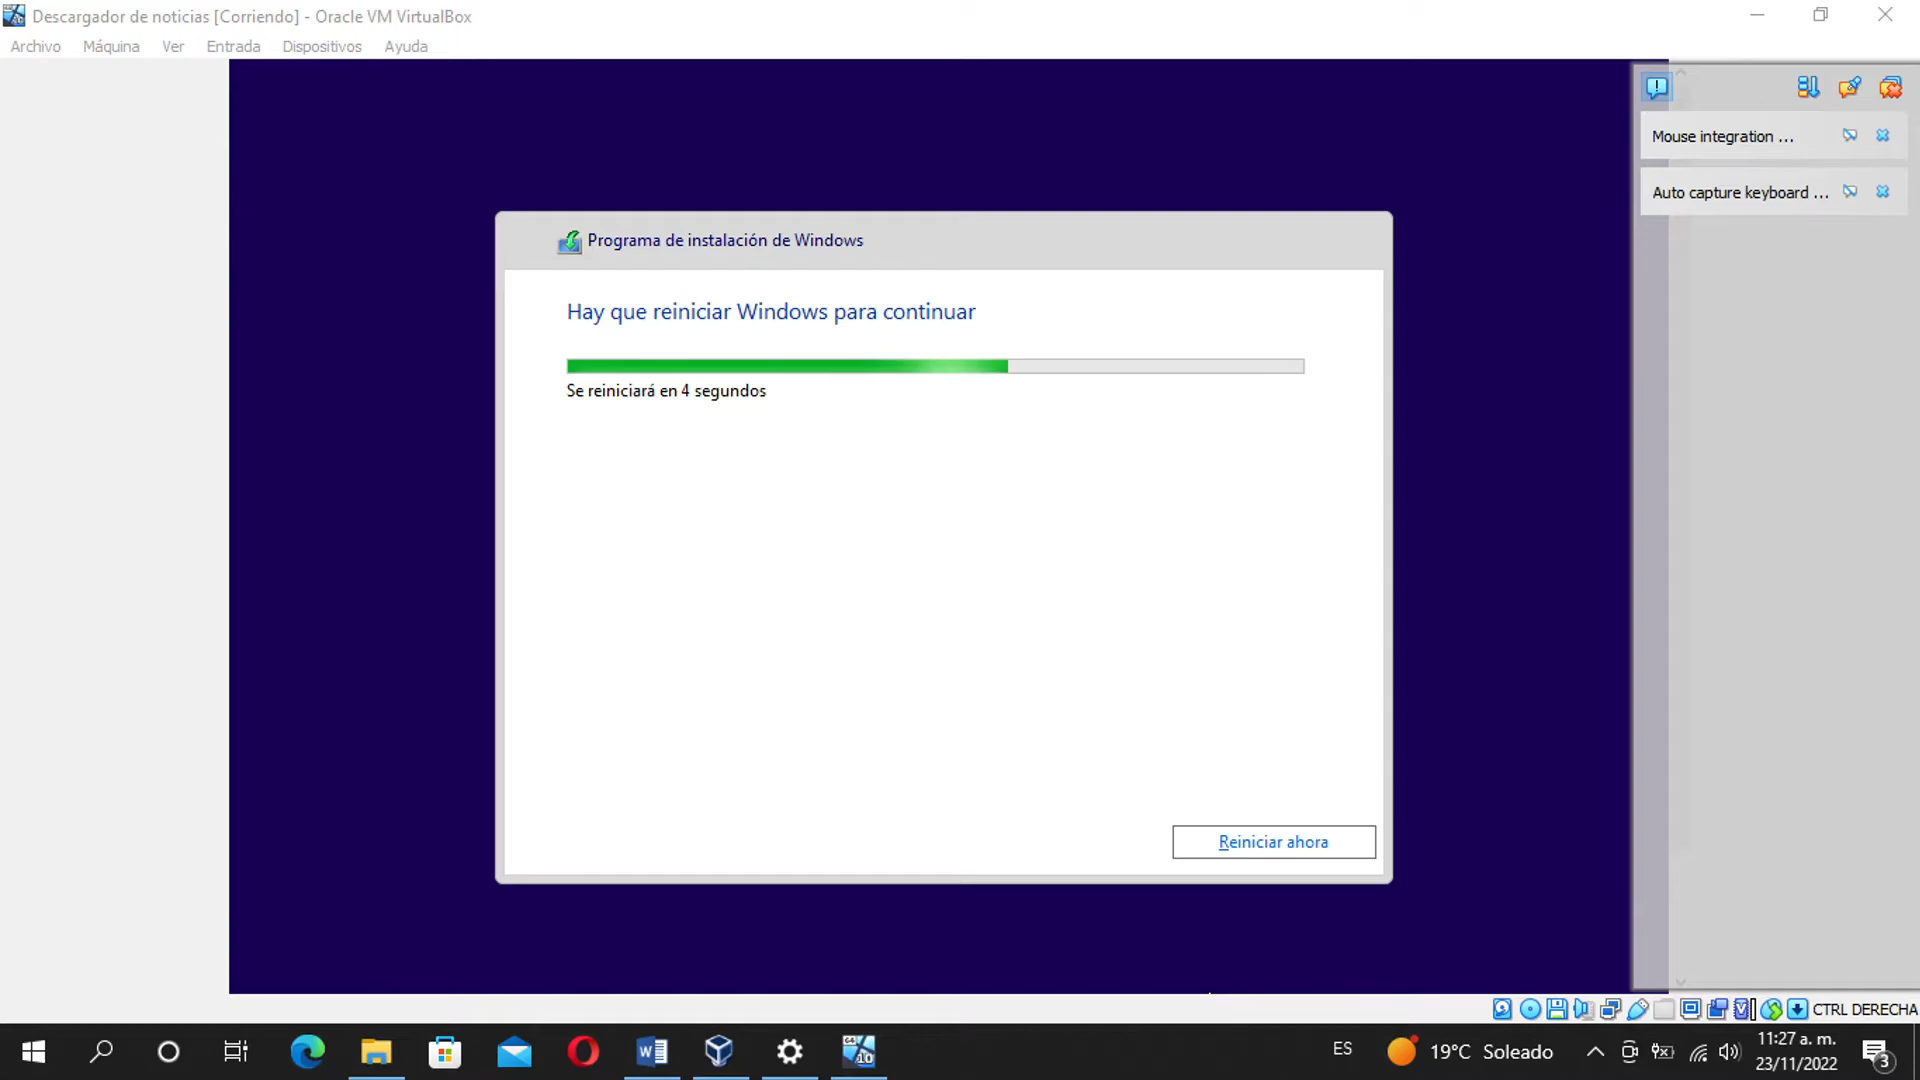 Descargador de noticias [Corriendo] - Oracle VM VirtualBox
Archivo Máquina Ver Entrada Dispositivos Ayuda
Mouse integration ...
Auto capture keyboard ...
Programa de instalación de Windows
Hay que reiniciar Windows para continuar
Se reiniciará en 4 segundos
Reiniciar ahora
CTRL DERECHA
ES
19°C Soleado
11:27 a. m.
23/11/2022
3